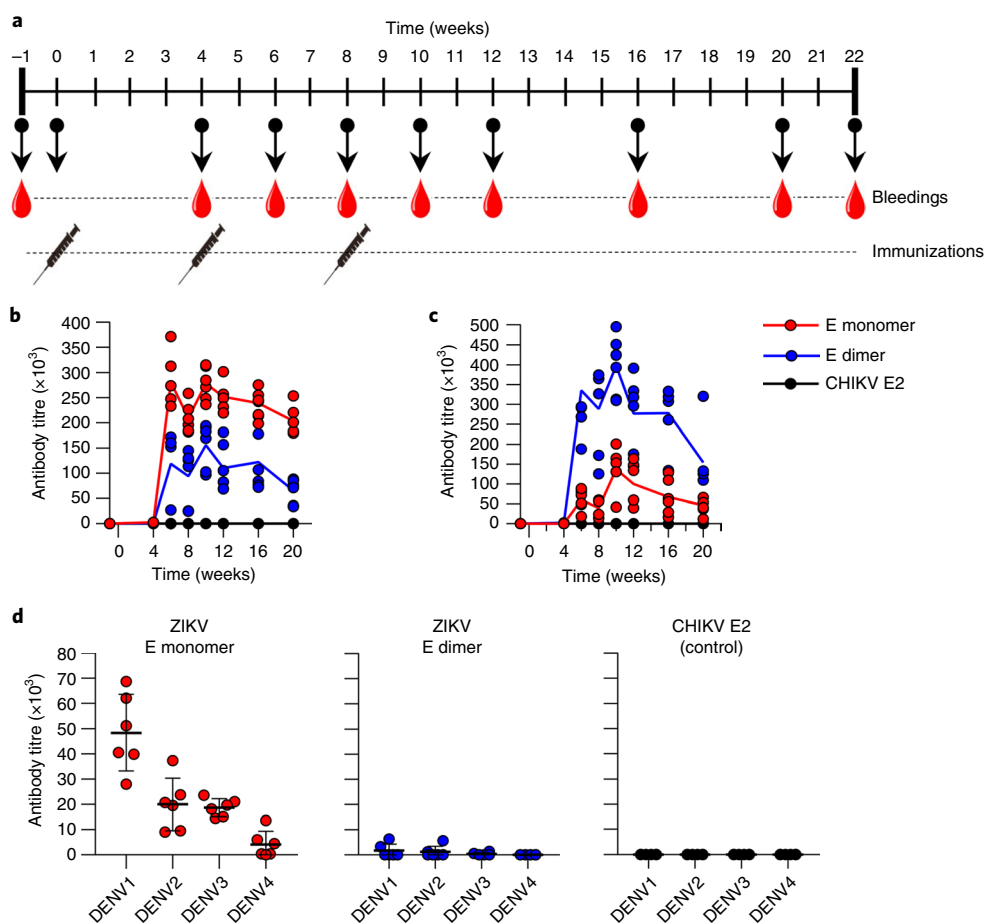 a
Time (weeks)
–1 0 1 2 3 4 5 6 7 8 9 10 11 12 13 14 15 16 17 18 19 20 21 22
Bleedings
Immunizations
b
Antibody titre (×10³)
400
350
300
250
200
150
100
50
0
0 4 8 12 16 20
Time (weeks)
c
Antibody titre (×10³)
500
450
400
350
300
250
200
150
100
50
0
0 4 8 12 16 20
Time (weeks)
E monomer
E dimer
CHIKV E2
d
ZIKV
E monomer
Antibody titre (×10³)
80
70
60
50
40
30
20
10
0
DENV1 DENV2 DENV3 DENV4
ZIKV
E dimer
DENV1 DENV2 DENV3 DENV4
CHIKV E2
(control)
DENV1 DENV2 DENV3 DENV4